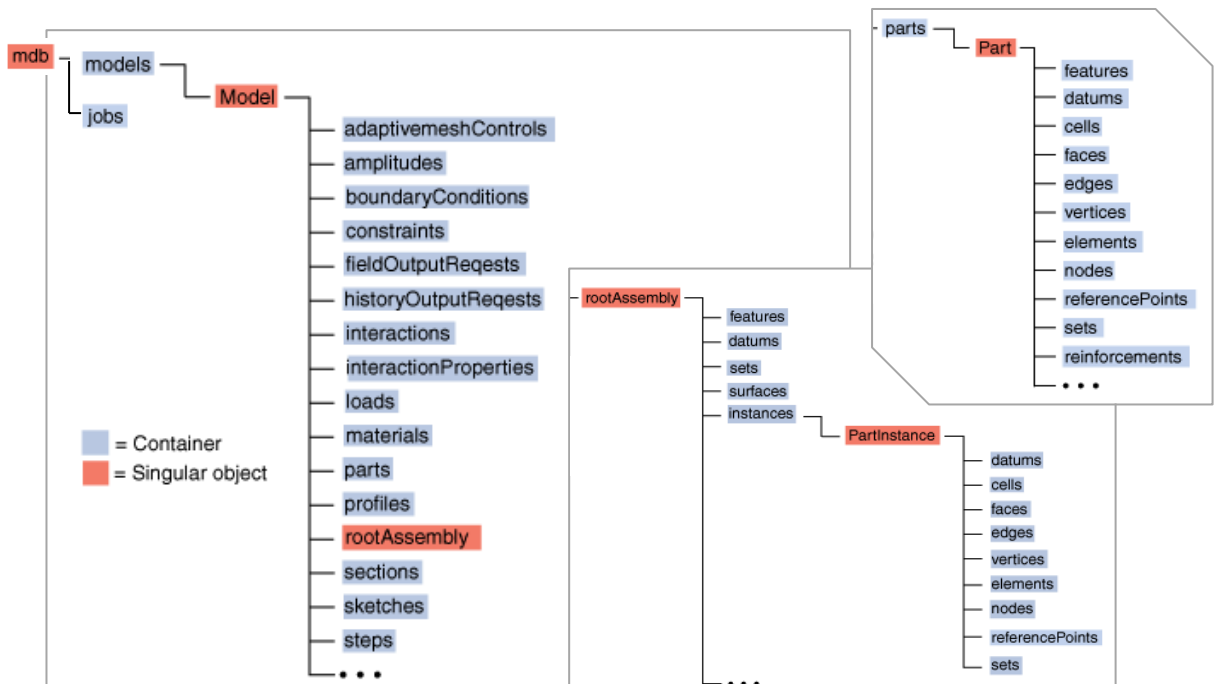 mdb
models
jobs
Model
adaptivemeshControls
amplitudes
boundaryConditions
constraints
fieldOutputReqests
historyOutputReqests
interactions
interactionProperties
loads
materials
parts
profiles
rootAssembly
sections
sketches
steps
• • •
= Container
= Singular object
rootAssembly
features
datums
sets
surfaces
instances
• • •
PartInstance
datums
cells
faces
edges
vertices
elements
nodes
referencePoints
sets
parts
Part
features
datums
cells
faces
edges
vertices
elements
nodes
referencePoints
sets
reinforcements
• • •